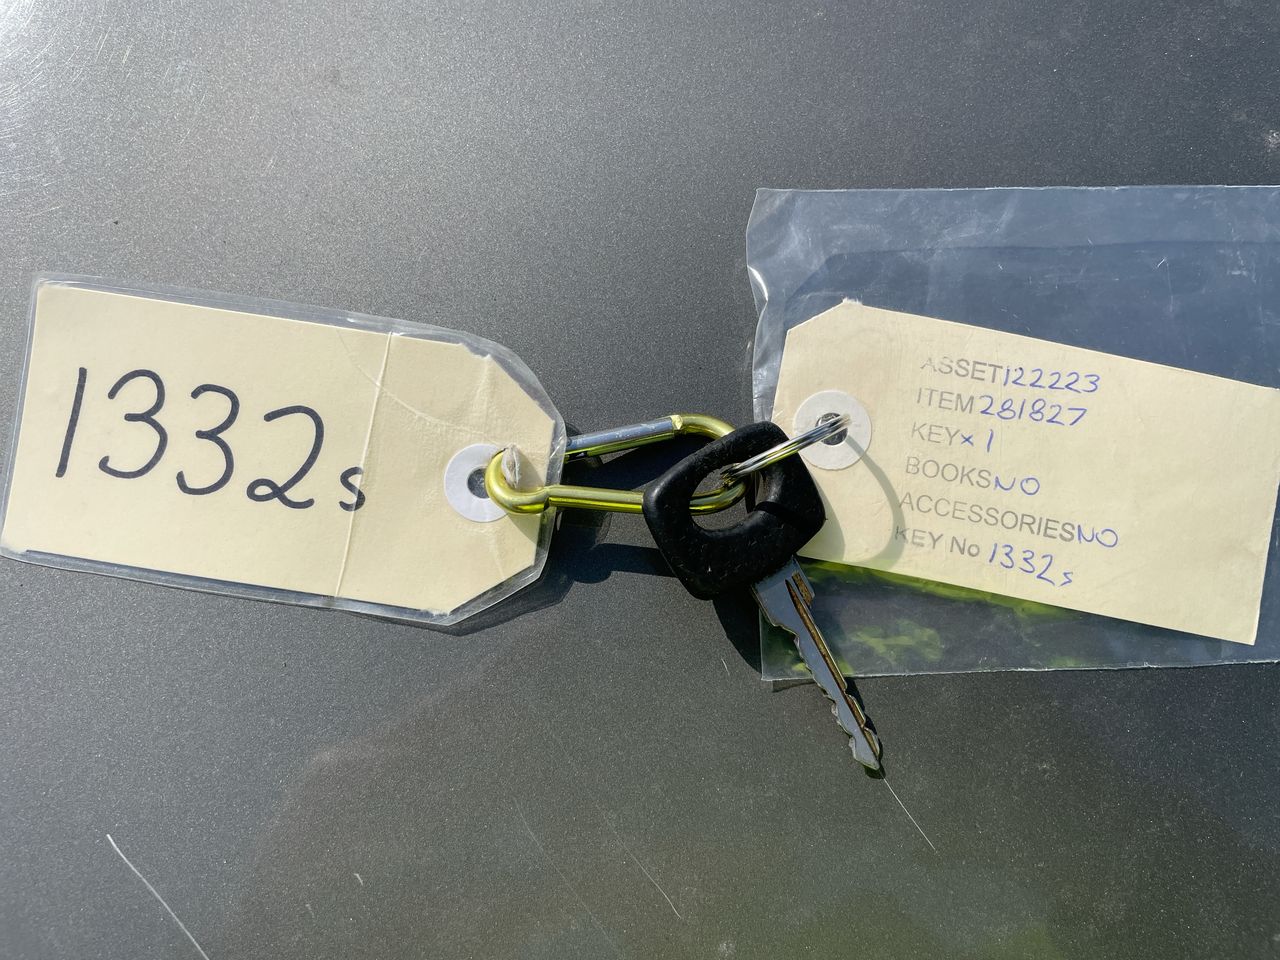 1332s
ASSET122223
ITEM281827
KEYx1
BOOKSNO
ACCESSORIESNO
KEY No 1332s